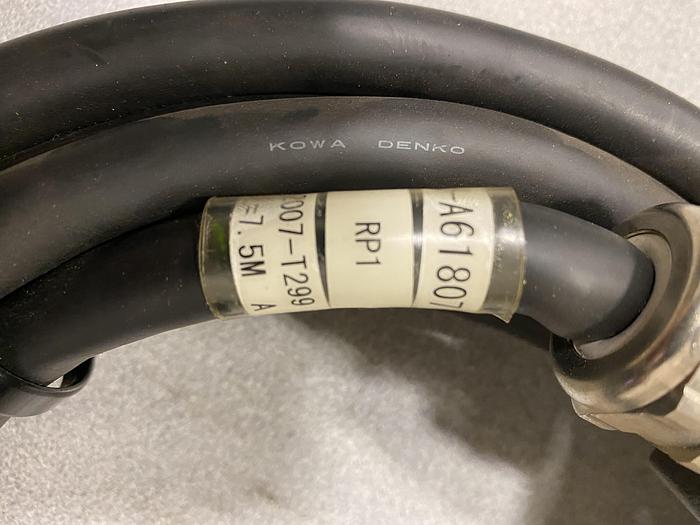 KOWA DENKO
-A61807
RP1
007-T299
7.5M A